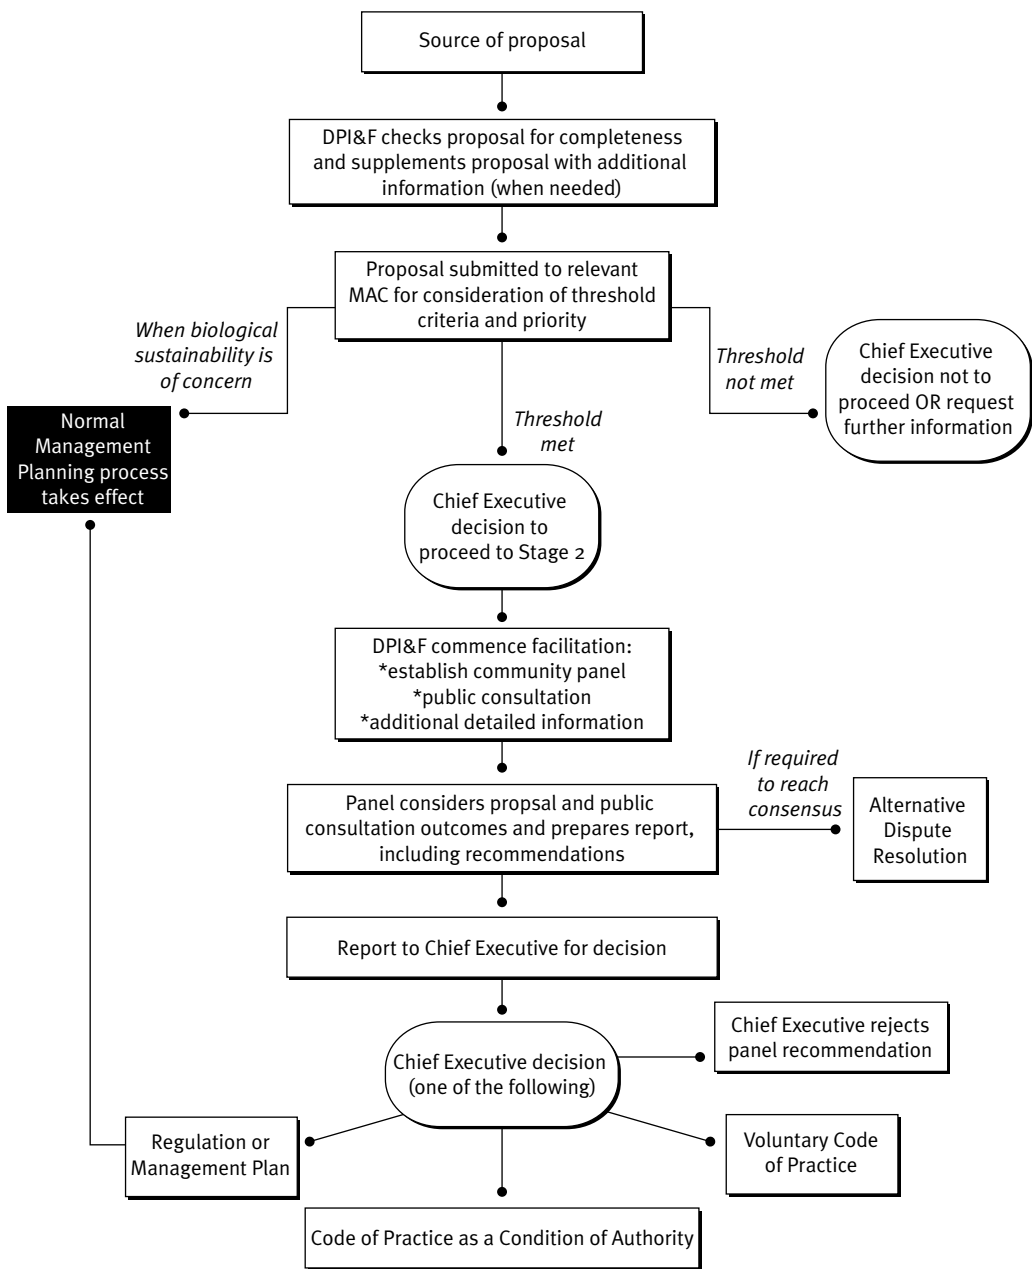 Source of proposal
DPI&F checks proposal for completeness
and supplements proposal with additional
information (when needed)
Proposal submitted to relevant
MAC for consideration of threshold
criteria and priority
When biological
sustainability is
of concern
Threshold
not met
Chief Executive
decision not to
proceed OR request
further information
Normal
Management
Planning process
takes effect
Threshold
met
Chief Executive
decision to
proceed to Stage 2
DPI&F commence facilitation:
*establish community panel
*public consultation
*additional detailed information
If required
to reach
consensus
Panel considers propsal and public
consultation outcomes and prepares report,
including recommendations
Alternative
Dispute
Resolution
Report to Chief Executive for decision
Chief Executive rejects
panel recommendation
Chief Executive decision
(one of the following)
Regulation or
Management Plan
Voluntary Code
of Practice
Code of Practice as a Condition of Authority